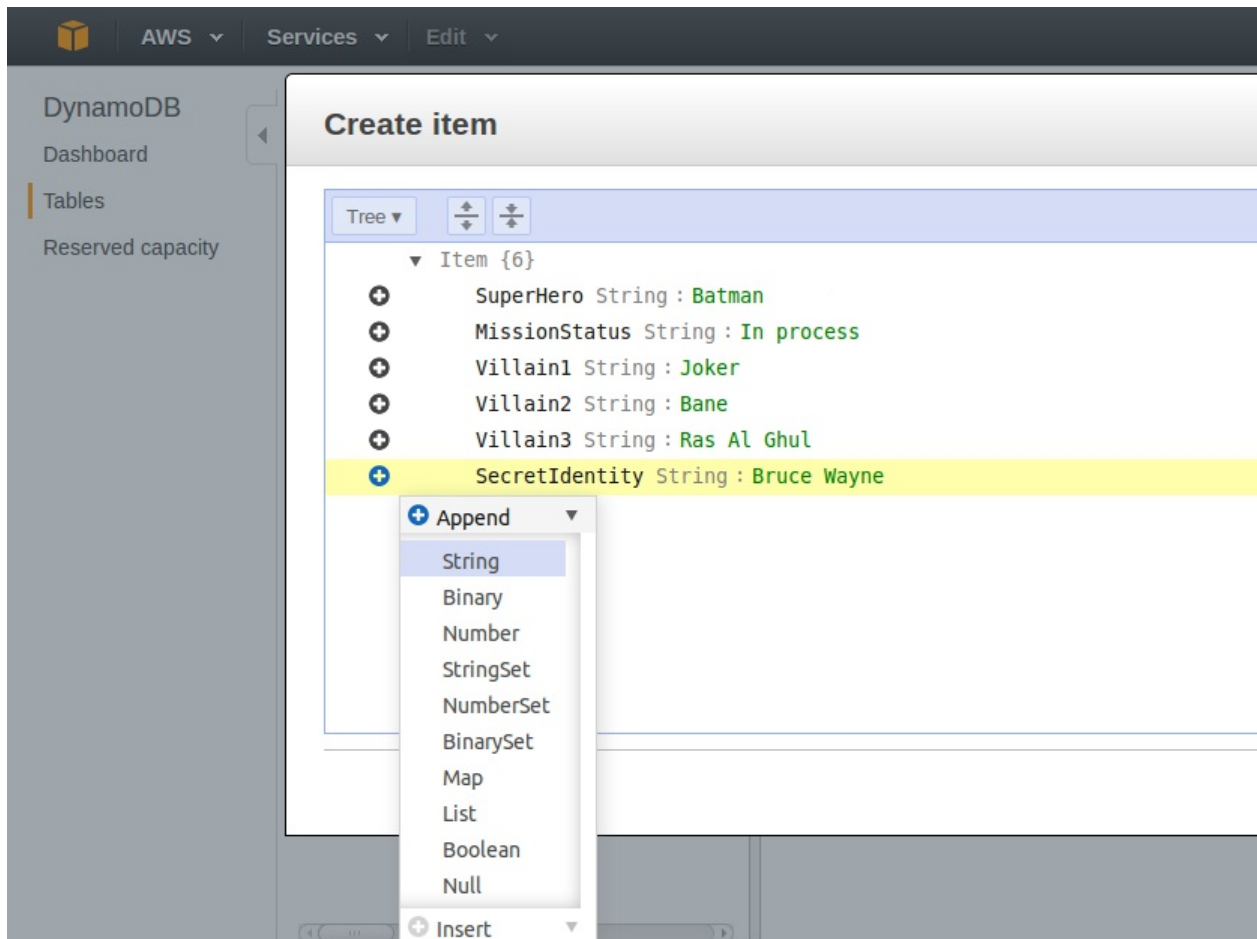 AWS Services Edit
DynamoDB
Dashboard
Tables
Reserved capacity
Create item
Tree ▾
Item {6}
SuperHero String : Batman
MissionStatus String : In process
Villain1 String : Joker
Villain2 String : Bane
Villain3 String : Ras Al Ghul
SecretIdentity String : Bruce Wayne
Append
String
Binary
Number
StringSet
NumberSet
BinarySet
Map
List
Boolean
Null
Insert